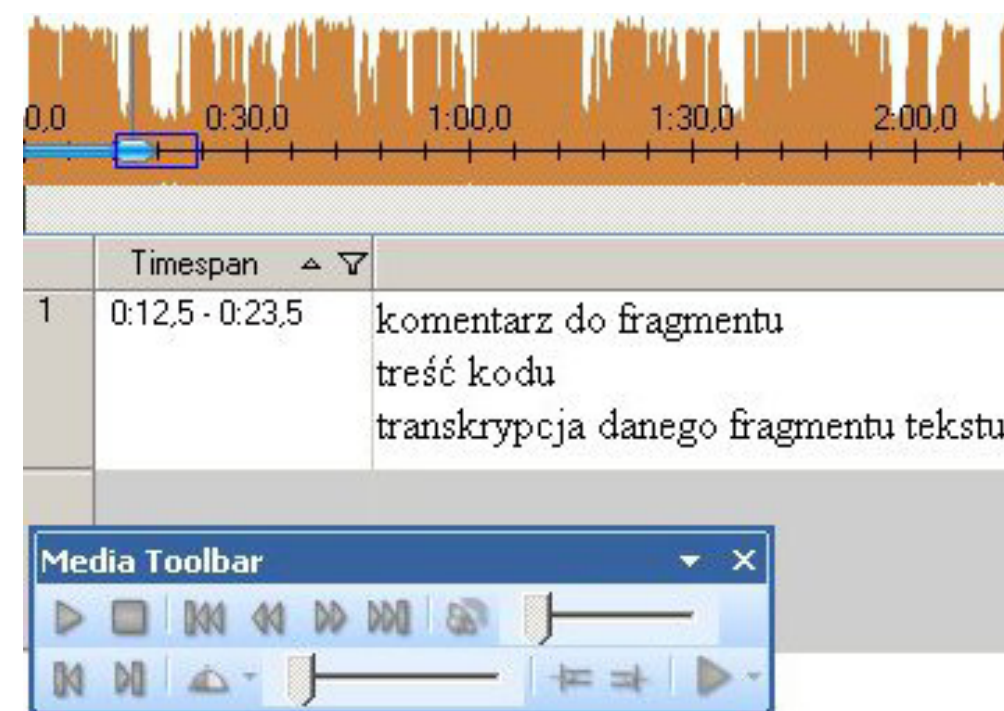 0,0 0:30,0 1:00,0 1:30,0 2:00,0
Timespan
1 0:12,5 - 0:23,5 komentarz do fragmentu
treść kodu
transkrypcja danego fragmentu tekstu
Media Toolbar